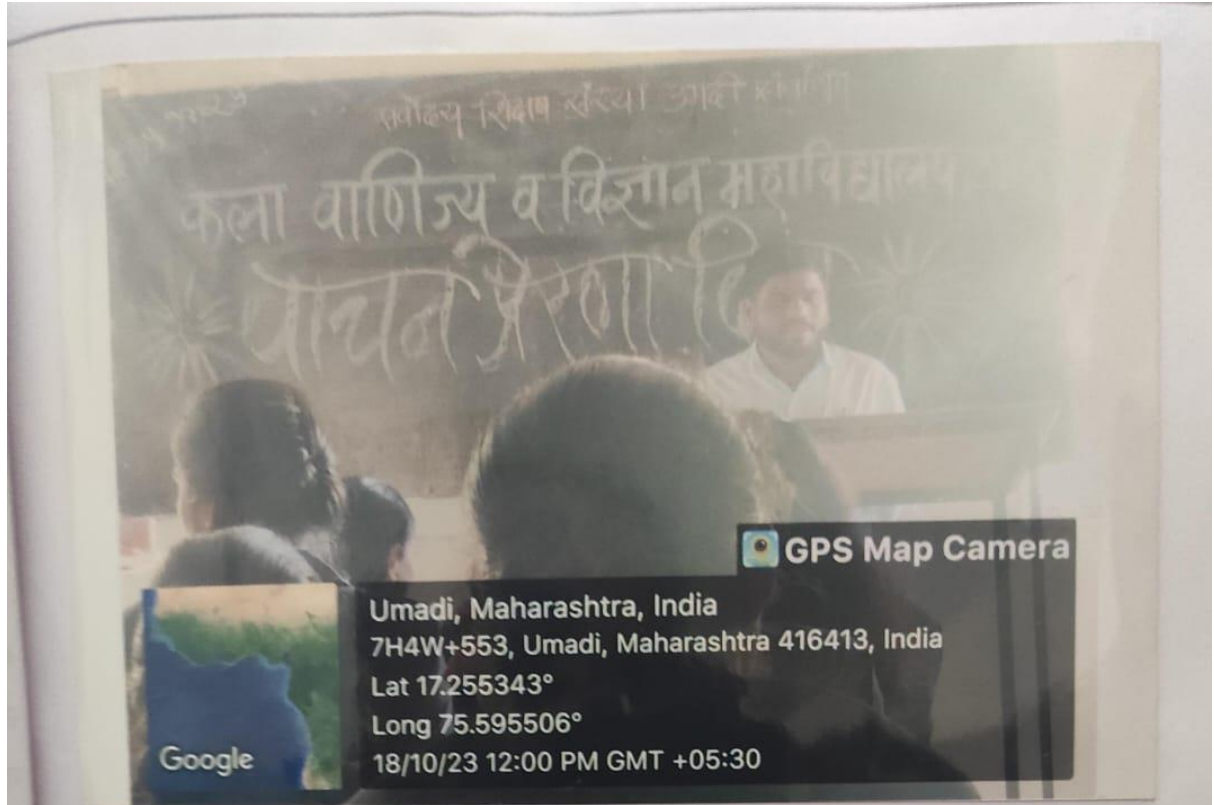 सर्वोदय शिक्षण संस्था
कला वाणिज्य व विज्ञान महाविद्यालय
वाचन प्रेरणा दि
GPS Map Camera
Umadi, Maharashtra, India
7H4W+553, Umadi, Maharashtra 416413, India
Lat 17.255343°
Long 75.595506°
18/10/23 12:00 PM GMT +05:30
Google